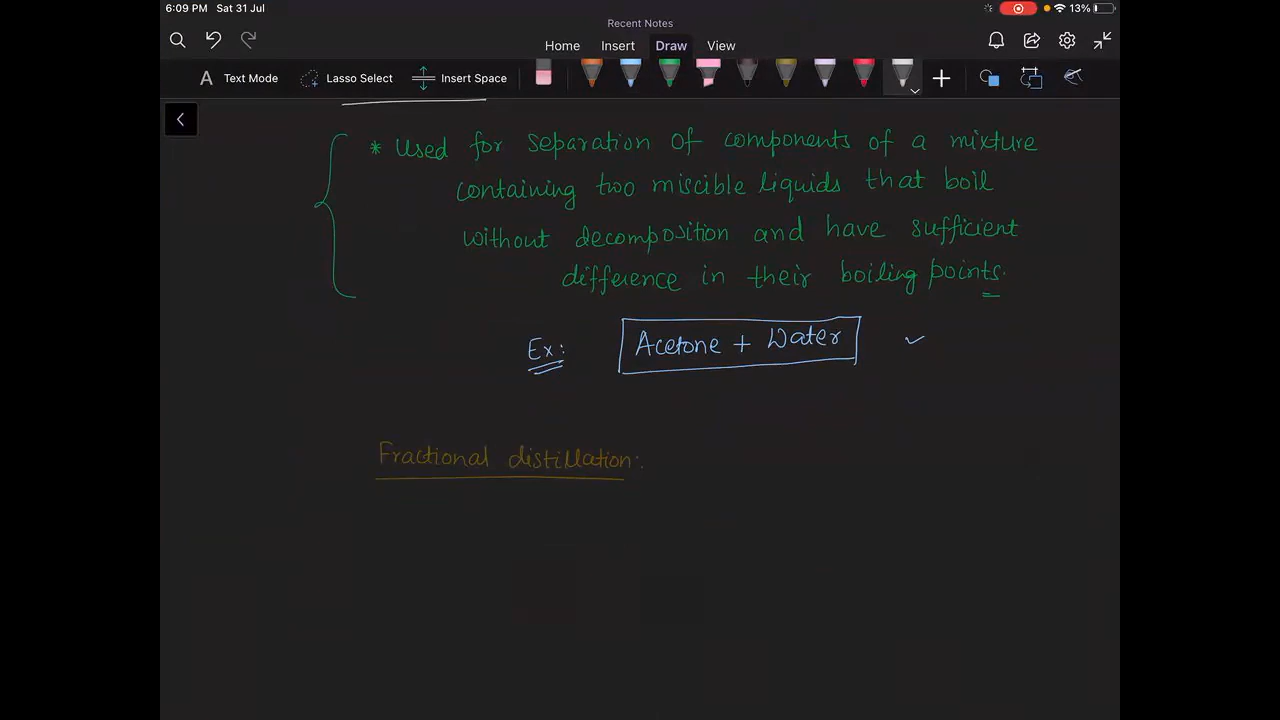 6:09 PM Sat 31 Jul 13%
Recent Notes
Home Insert Draw View
A Text Mode Lasso Select Insert Space
* Used for separation of components of a mixture
containing two miscible liquids that boil
without decomposition and have sufficient
difference in their boiling points.
Ex: Acetone + Water
Fractional distillation: